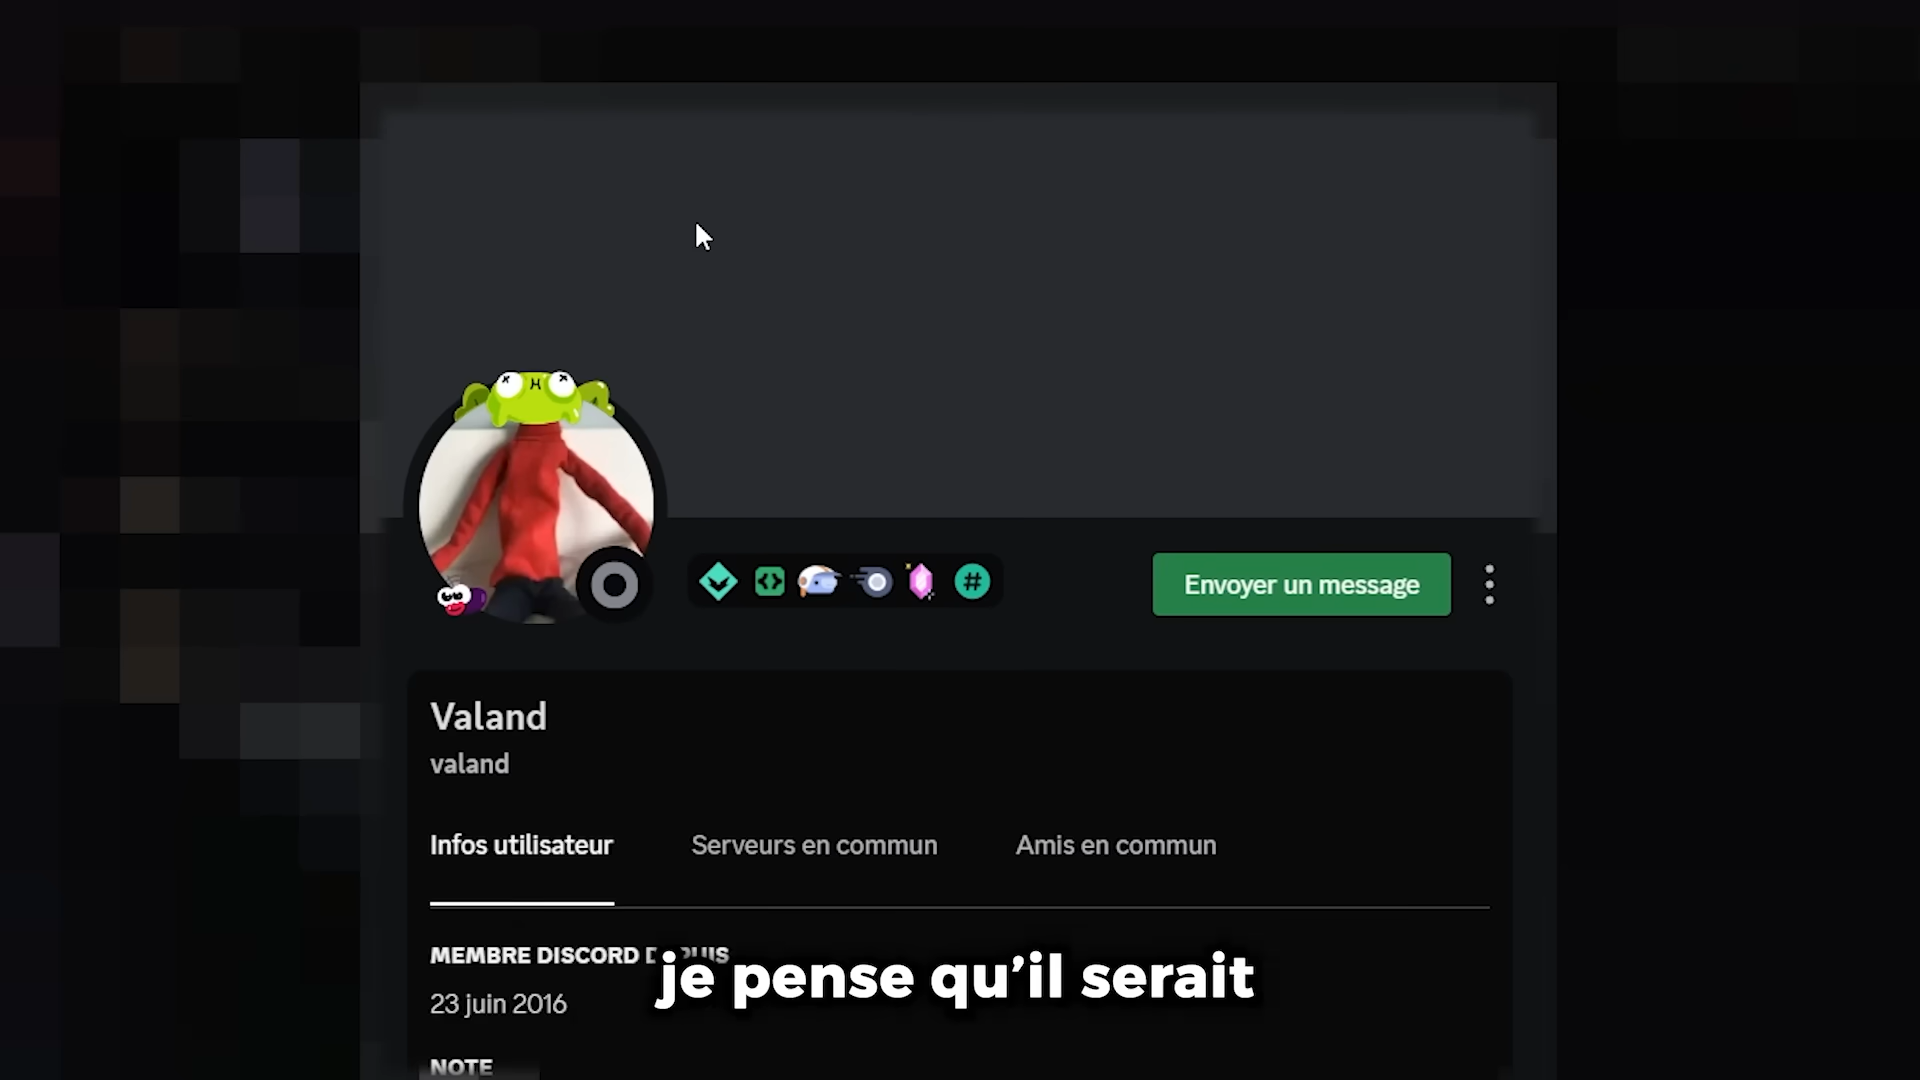 Envoyer un message
Valand
valand
Infos utilisateur Serveurs en commun Amis en commun
MEMBRE DISCORD DEPUIS
je pense qu’il serait
23 juin 2016
NOTE